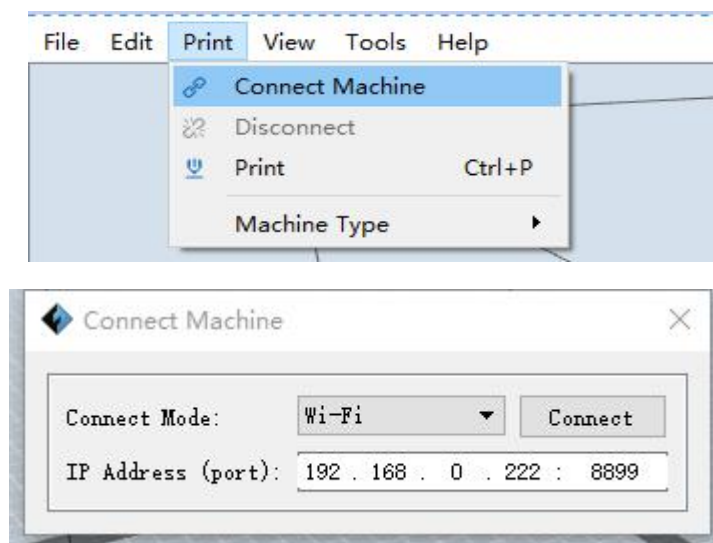 File Edit Print View Tools Help
Connect Machine
Disconnect
Print Ctrl+P
Machine Type
Connect Machine
Connect Mode: Wi-Fi Connect
IP Address (port): 192 . 168 . 0 . 222 : 8899